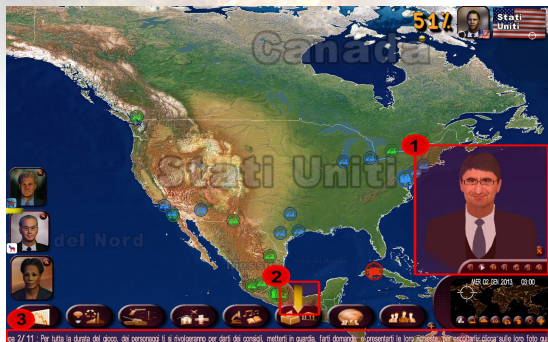 51%
Stati
Uniti
Canada
Stati Uniti
del Nord
1
2
3
MER 02 GEN 2013 03:00
ce 2/11 : Per tutta la durata del gioco, dei personaggi ti si rivolgeranno per darti dei consigli, metterti in guardia, farti domande, e presentarti le loro richieste, per ascoltarli clicca sulle loro foto qu